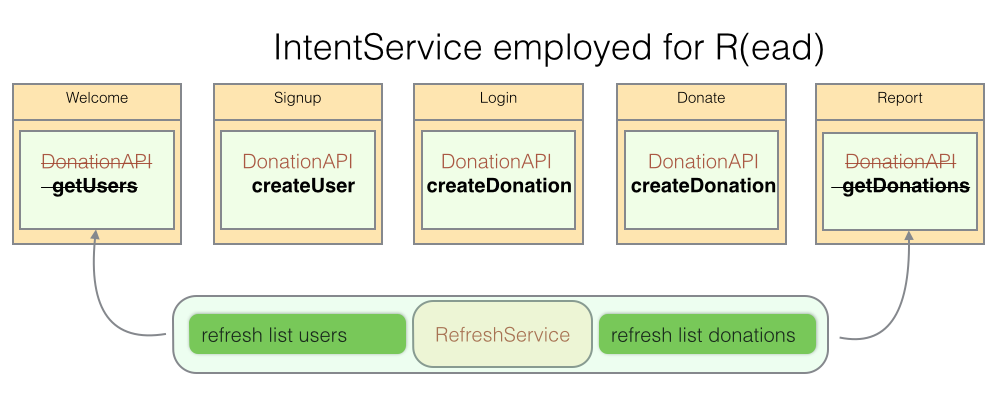 IntentService employed for R(ead)
Welcome
Signup
Login
Donate
Report
DonationAPI
getUsers
DonationAPI
createUser
DonationAPI
createDonation
DonationAPI
createDonation
DonationAPI
getDonations
refresh list users
RefreshService
refresh list donations